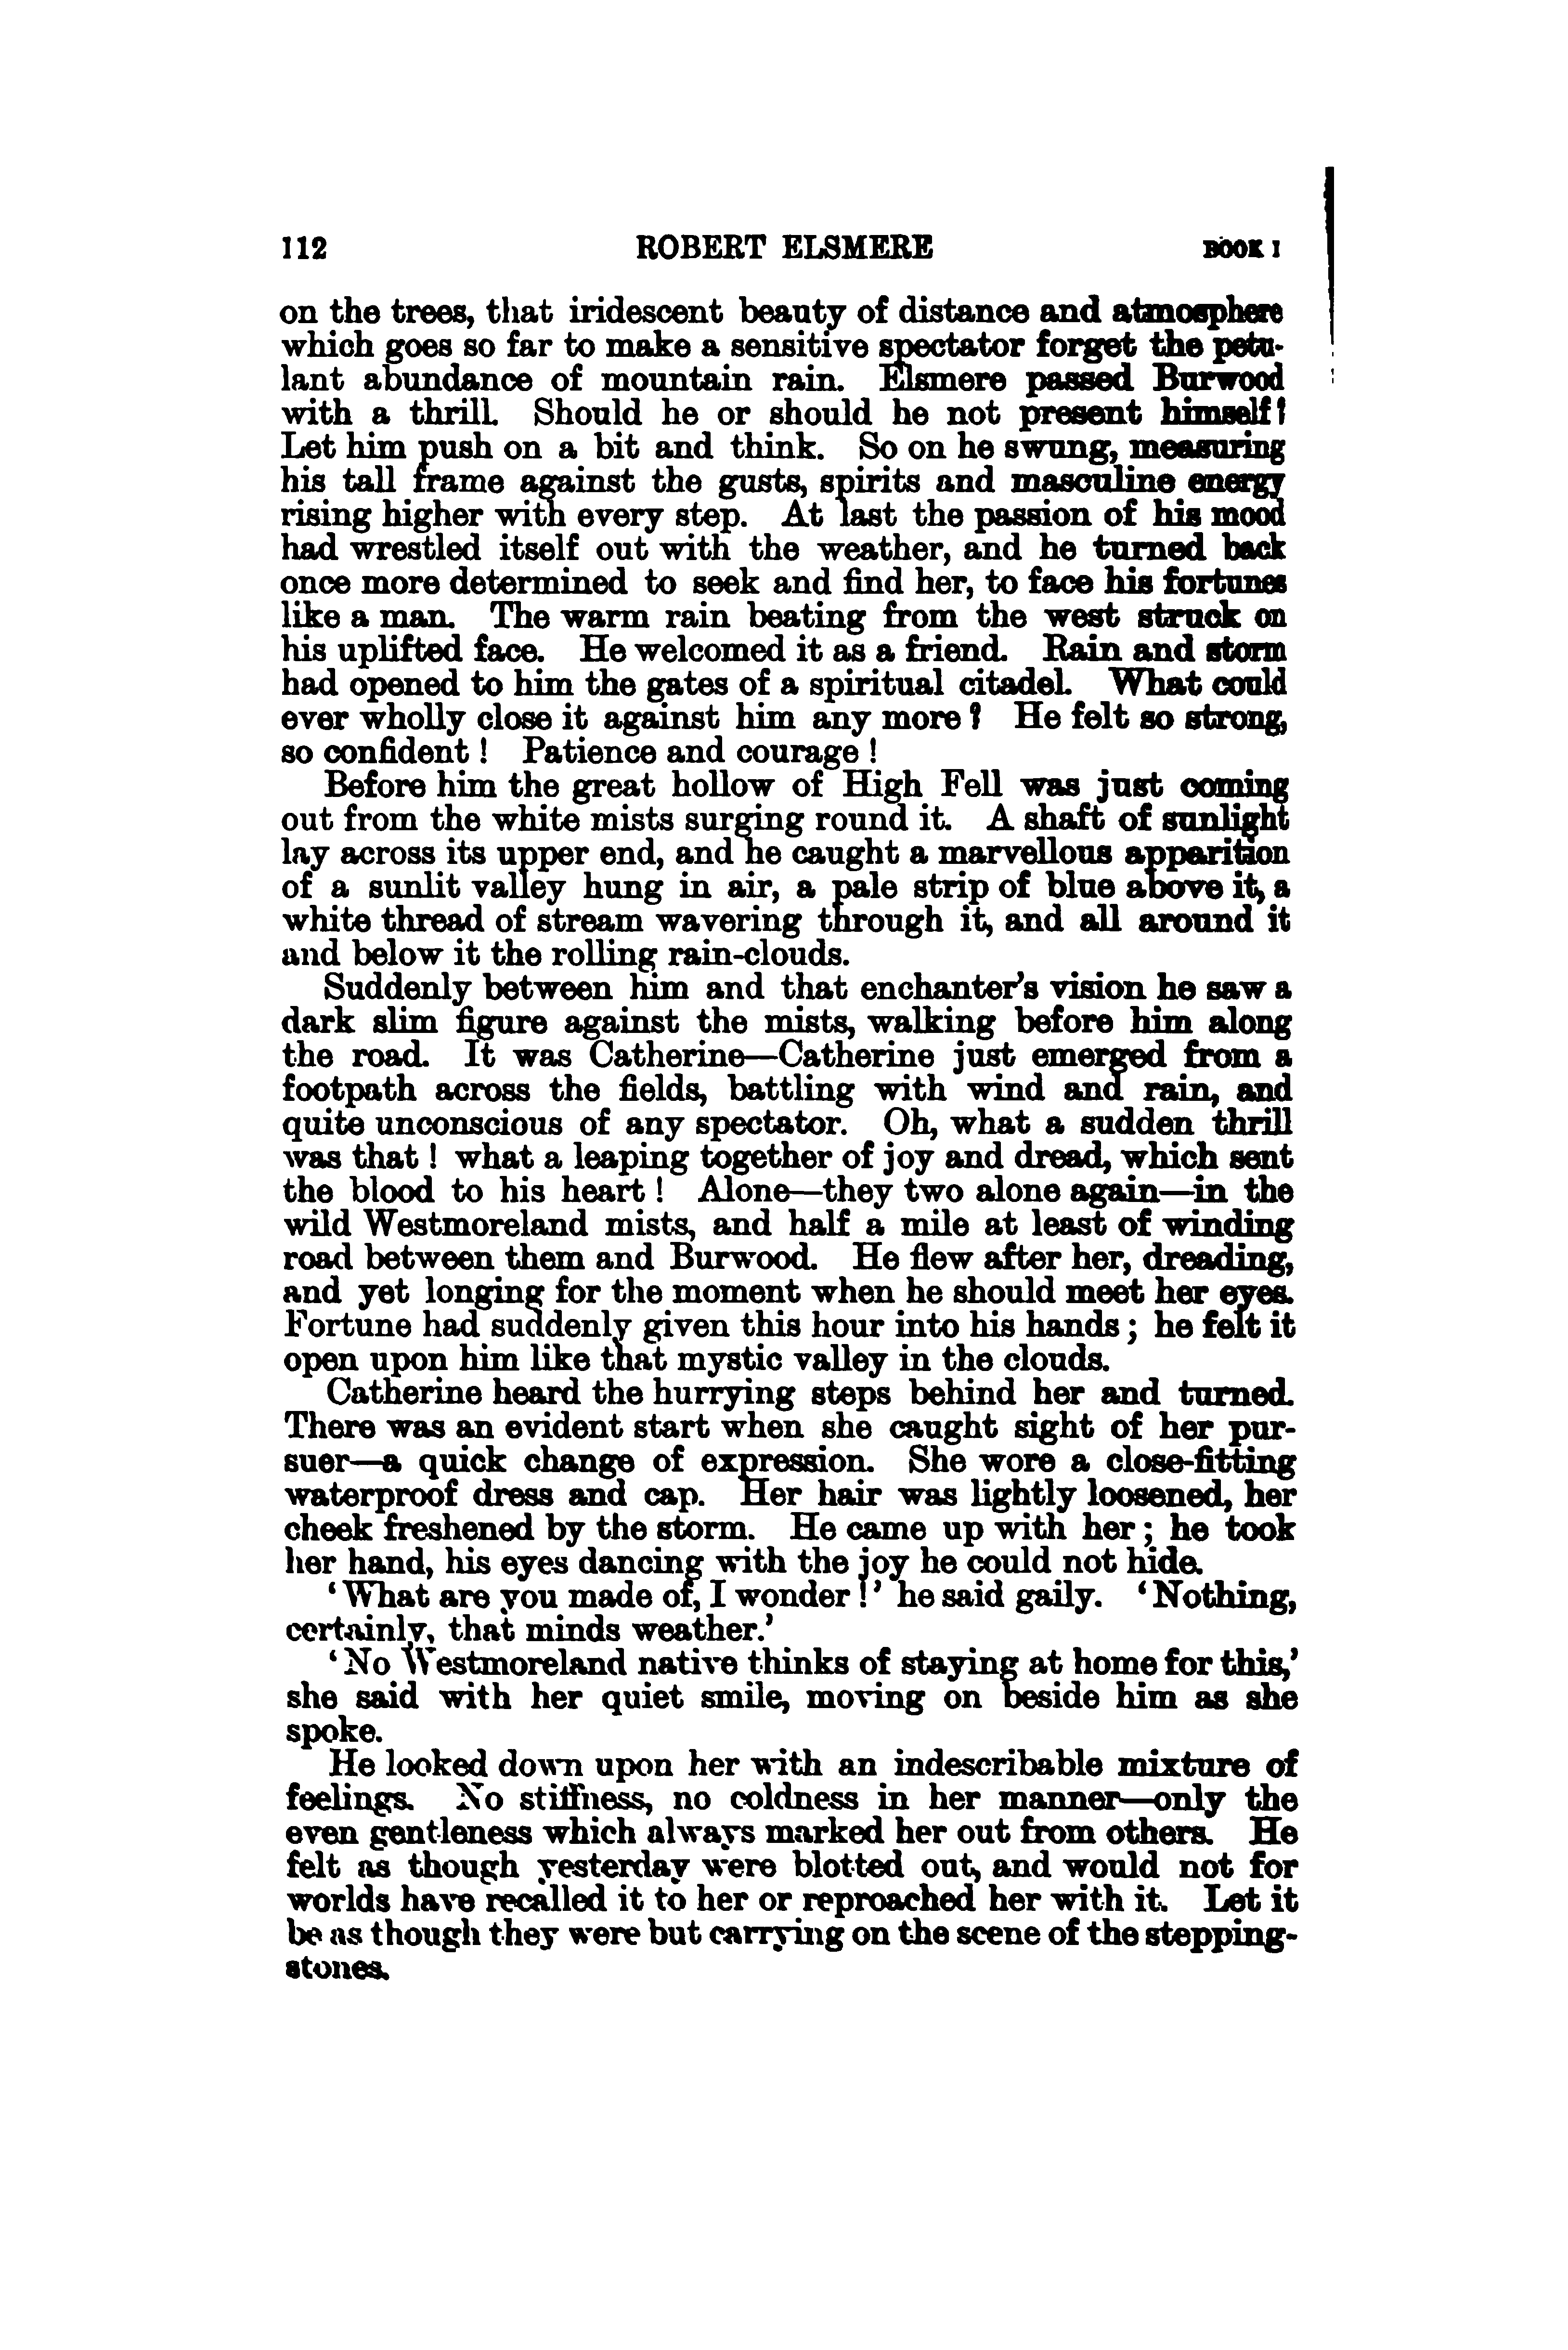 112 ROBERT ELSMERE BOOK I
on the trees, that iridescent beauty of distance and atmosphere
which goes so far to make a sensitive spectator forget the petu-
lant abundance of mountain rain. Elsmere passed Burwood
with a thrill. Should he or should he not present himself?
Let him push on a bit and think. So on he swung, measuring
his tall frame against the gusts, spirits and masculine energy
rising higher with every step. At last the passion of his mood
had wrestled itself out with the weather, and he turned back
once more determined to seek and find her, to face his fortunes
like a man. The warm rain beating from the west struck on
his uplifted face. He welcomed it as a friend. Rain and storm
had opened to him the gates of a spiritual citadel. What could
ever wholly close it against him any more? He felt so strong,
so confident! Patience and courage!
Before him the great hollow of High Fell was just coming
out from the white mists surging round it. A shaft of sunlight
lay across its upper end, and he caught a marvellous apparition
of a sunlit valley hung in air, a pale strip of blue above it, a
white thread of stream wavering through it, and all around it
and below it the rolling rain-clouds.
Suddenly between him and that enchanter's vision he saw a
dark slim figure against the mists, walking before him along
the road. It was Catherine—Catherine just emerged from a
footpath across the fields, battling with wind and rain, and
quite unconscious of any spectator. Oh, what a sudden thrill
was that! what a leaping together of joy and dread, which sent
the blood to his heart! Alone—they two alone again—in the
wild Westmoreland mists, and half a mile at least of winding
road between them and Burwood. He flew after her, dreading,
and yet longing for the moment when he should meet her eyes.
Fortune had suddenly given this hour into his hands; he felt it
open upon him like that mystic valley in the clouds.
Catherine heard the hurrying steps behind her and turned.
There was an evident start when she caught sight of her pur-
suer—a quick change of expression. She wore a close-fitting
waterproof dress and cap. Her hair was lightly loosened, her
cheek freshened by the storm. He came up with her; he took
her hand, his eyes dancing with the joy he could not hide.
'What are you made of, I wonder!' he said gaily. 'Nothing,
certainly, that minds weather.'
'No Westmoreland native thinks of staying at home for this,'
she said with her quiet smile, moving on beside him as she
spoke.
He looked down upon her with an indescribable mixture of
feelings. No stiffness, no coldness in her manner—only the
even gentleness which always marked her out from others. He
felt as though yesterday were blotted out, and would not for
worlds have recalled it to her or reproached her with it. Let it
be as though they were but carrying on the scene of the stepping-
stones.